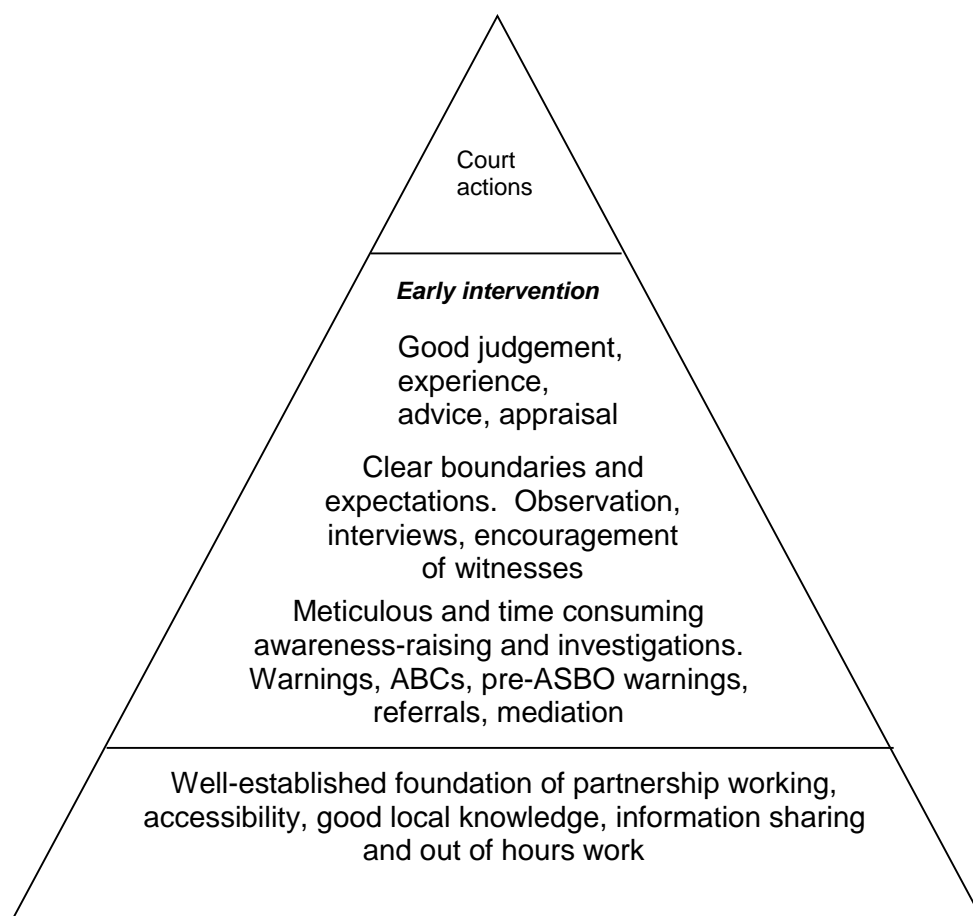 Court
actions
Early intervention
Good judgement,
experience,
advice, appraisal
Clear boundaries and
expectations.  Observation,
interviews, encouragement
of witnesses
Meticulous and time consuming
awareness-raising and investigations.
Warnings, ABCs, pre-ASBO warnings,
referrals, mediation
Well-established foundation of partnership working,
accessibility, good local knowledge, information sharing
and out of hours work